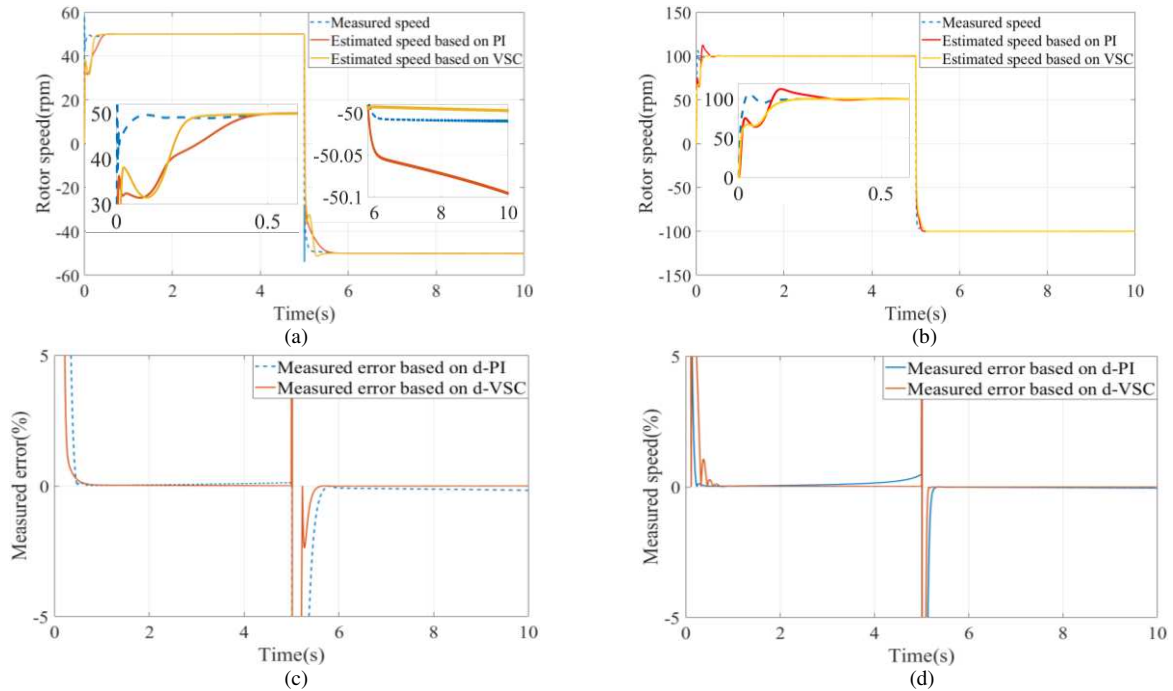 60
40
20
0
-20
-40
-60
Rotor speed(rpm)
Measured speed
Estimated speed based on PI
Estimated speed based on VSC
50
40
30
0
0.5
-50
-50.05
-50.1
6
8
10
0
2
4
6
8
10
Time(s)
(a)
150
100
50
0
-50
-100
-150
Rotor speed(rpm)
Measured speed
Estimated speed based on PI
Estimated speed based on VSC
100
50
0
0
0.5
0
2
4
6
8
10
Time(s)
(b)
5
0
-5
Measured error(%)
Measured error based on d-PI
Measured error based on d-VSC
0
2
4
6
8
10
Time(s)
(c)
5
0
-5
Measured speed(%)
Measured error based on d-PI
Measured error based on d-VSC
0
2
4
6
8
10
Time(s)
(d)